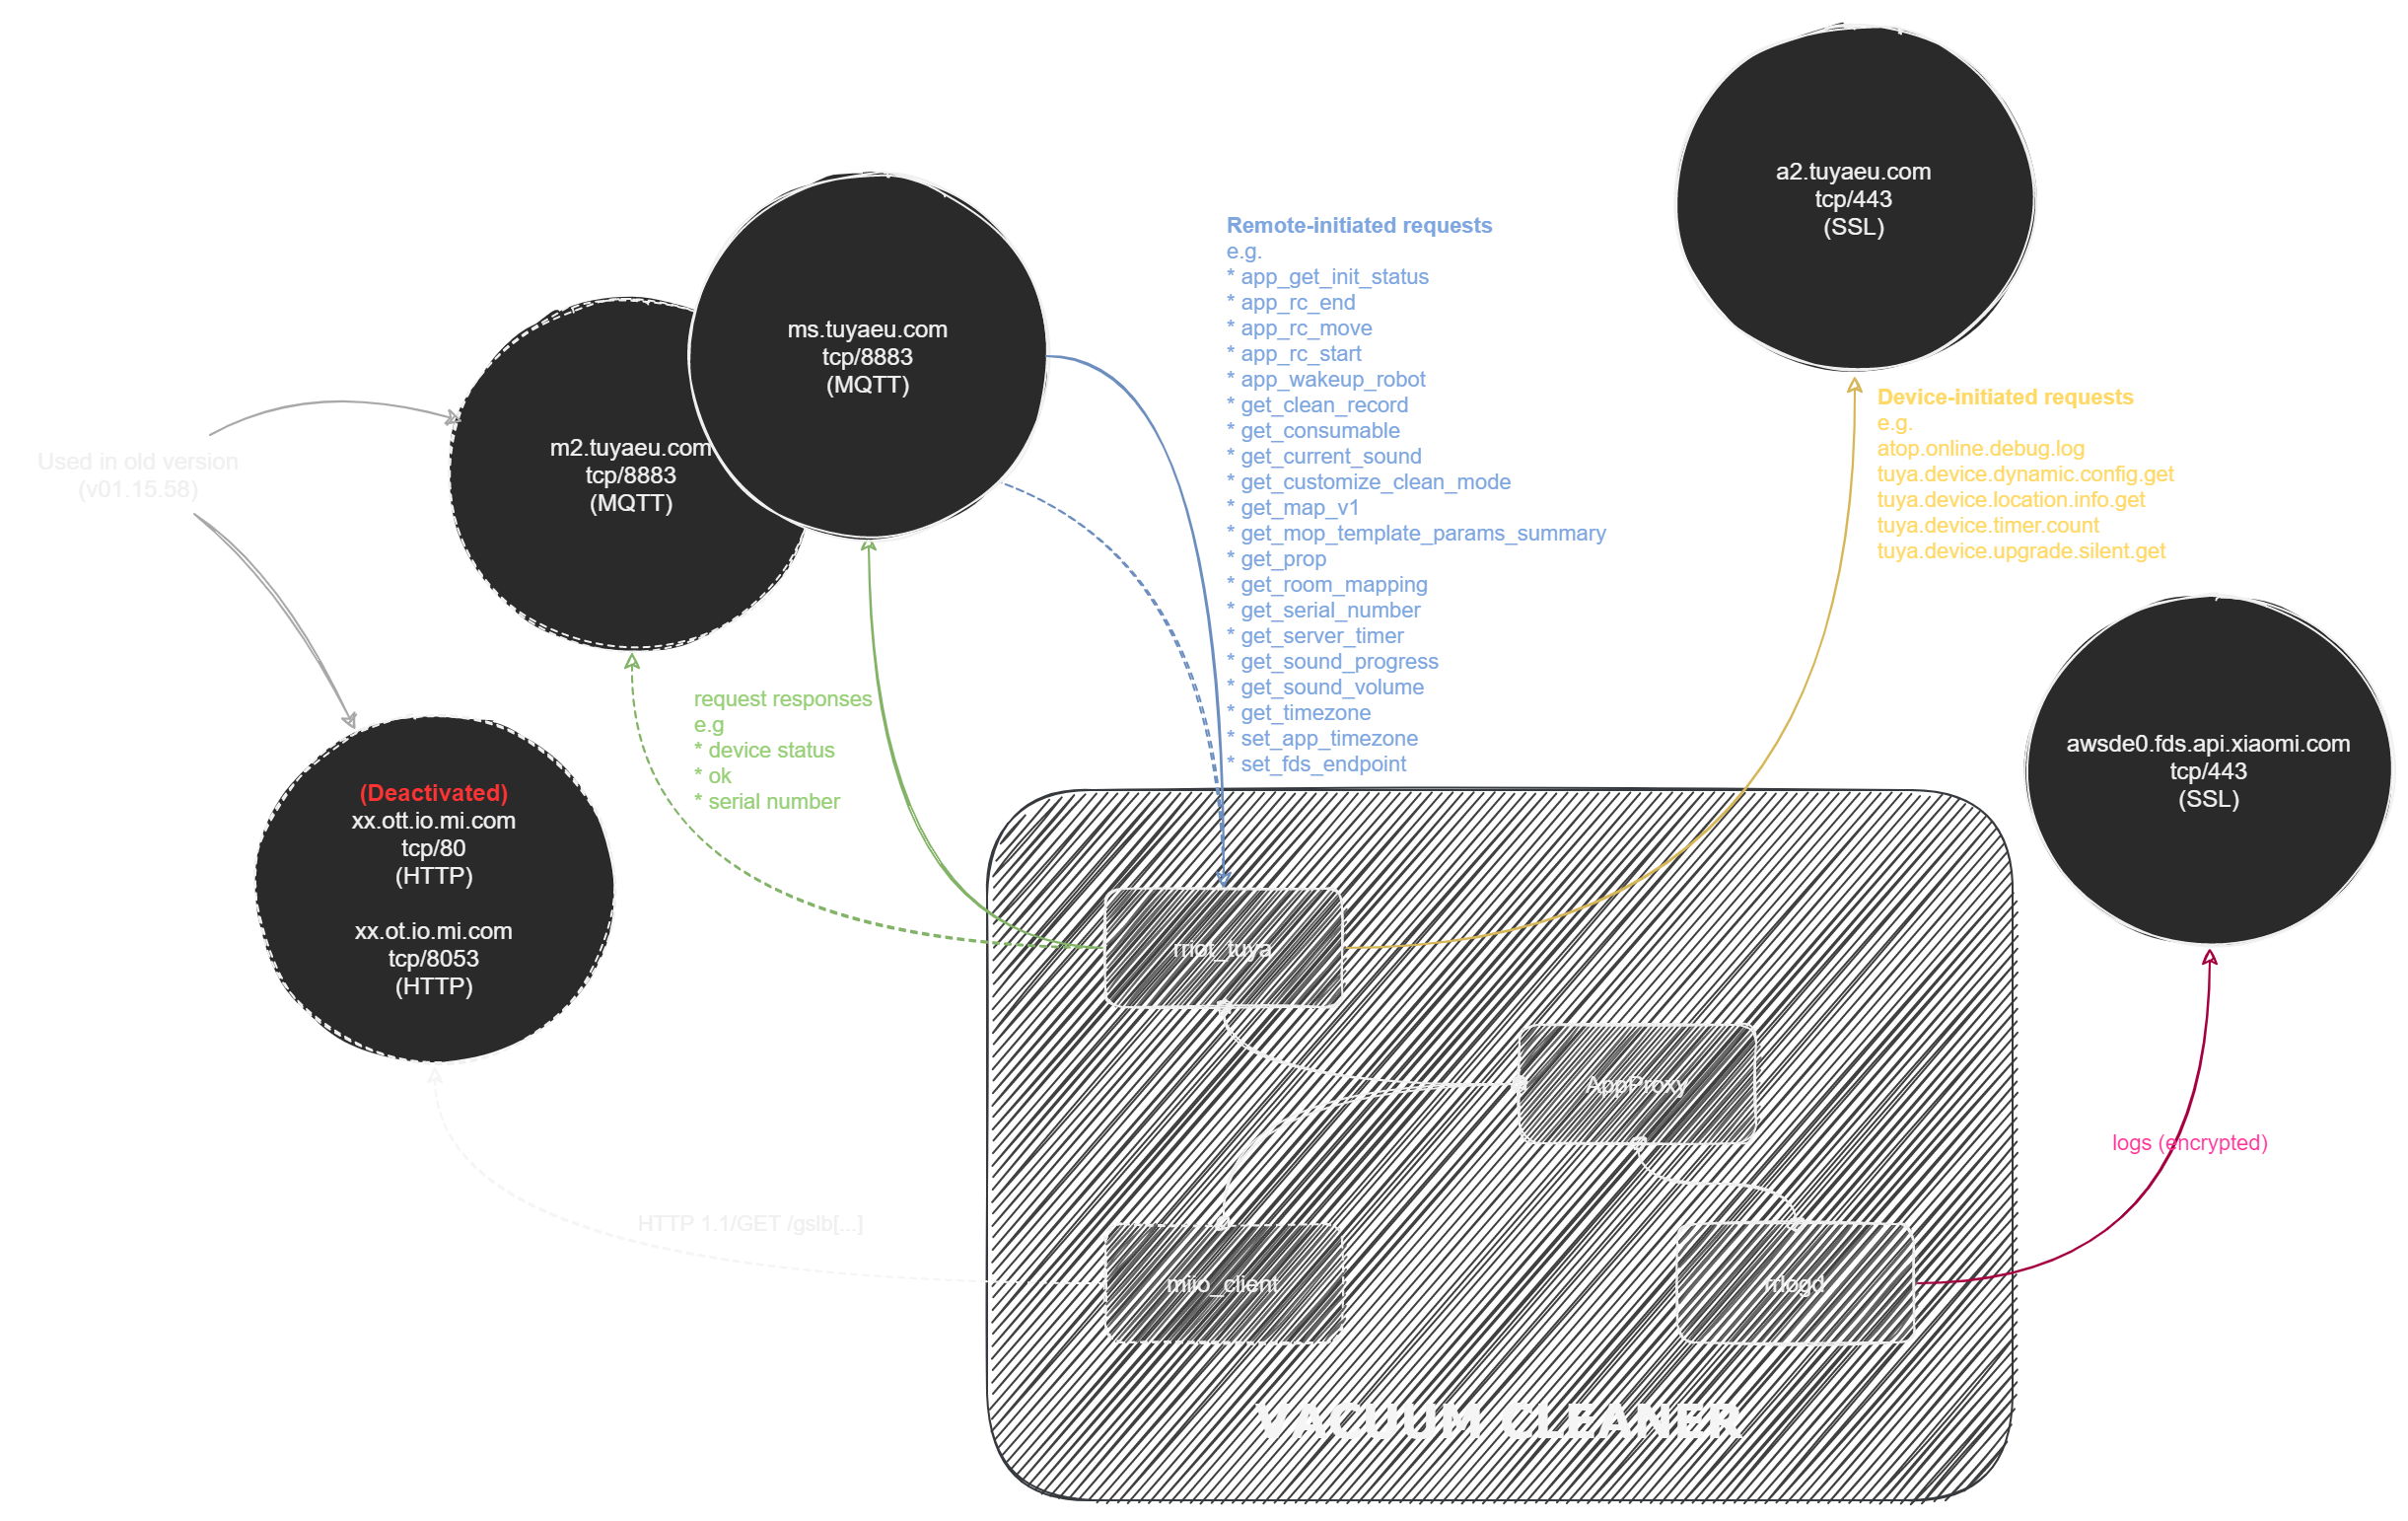 a2.tuyaeu.com
tcp/443
(SSL)
ms.tuyaeu.com
tcp/8883
(MQTT)
m2.tuyaeu.com
tcp/8883
(MQTT)
Used in old version
(v01.15.58)
Remote-initiated requests
e.g.
* app_get_init_status
* app_rc_end
* app_rc_move
* app_rc_start
* app_wakeup_robot
* get_clean_record
* get_consumable
* get_current_sound
* get_customize_clean_mode
* get_map_v1
* get_mop_template_params_summary
* get_prop
* get_room_mapping
* get_serial_number
* get_server_timer
* get_sound_progress
* get_sound_volume
* get_timezone
* set_app_timezone
* set_fds_endpoint
Device-initiated requests
e.g.
atop.online.debug.log
tuya.device.dynamic.config.get
tuya.device.location.info.get
tuya.device.timer.count
tuya.device.upgrade.silent.get
awsde0.fds.api.xiaomi.com
tcp/443
(SSL)
request responses
e.g
* device status
* ok
* serial number
(Deactivated)
xx.ott.io.mi.com
tcp/80
(HTTP)
xx.ot.io.mi.com
tcp/8053
(HTTP)
rriot_tuya
AppProxy
logs (encrypted)
HTTP 1.1/GET /gslb[...]
miio_client
rrlogd
VACUUM CLEANER